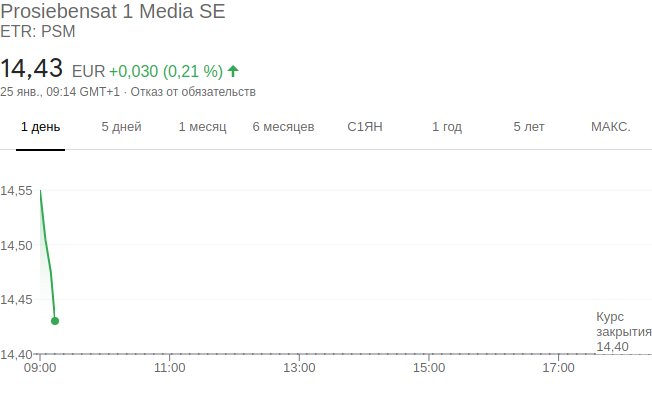 Prosiebensat 1 Media SE
ETR: PSM
14,43 EUR +0,030 (0,21 %)
25 янв., 09:14 GMT+1 · Отказ от обязательств
1 день 5 дней 1 месяц 6 месяцев С1ЯН 1 год 5 лет МАКС.
14,55
14,50
14,45
Курс
закрытия
14,40
14,40
09:00 11:00 13:00 15:00 17:00